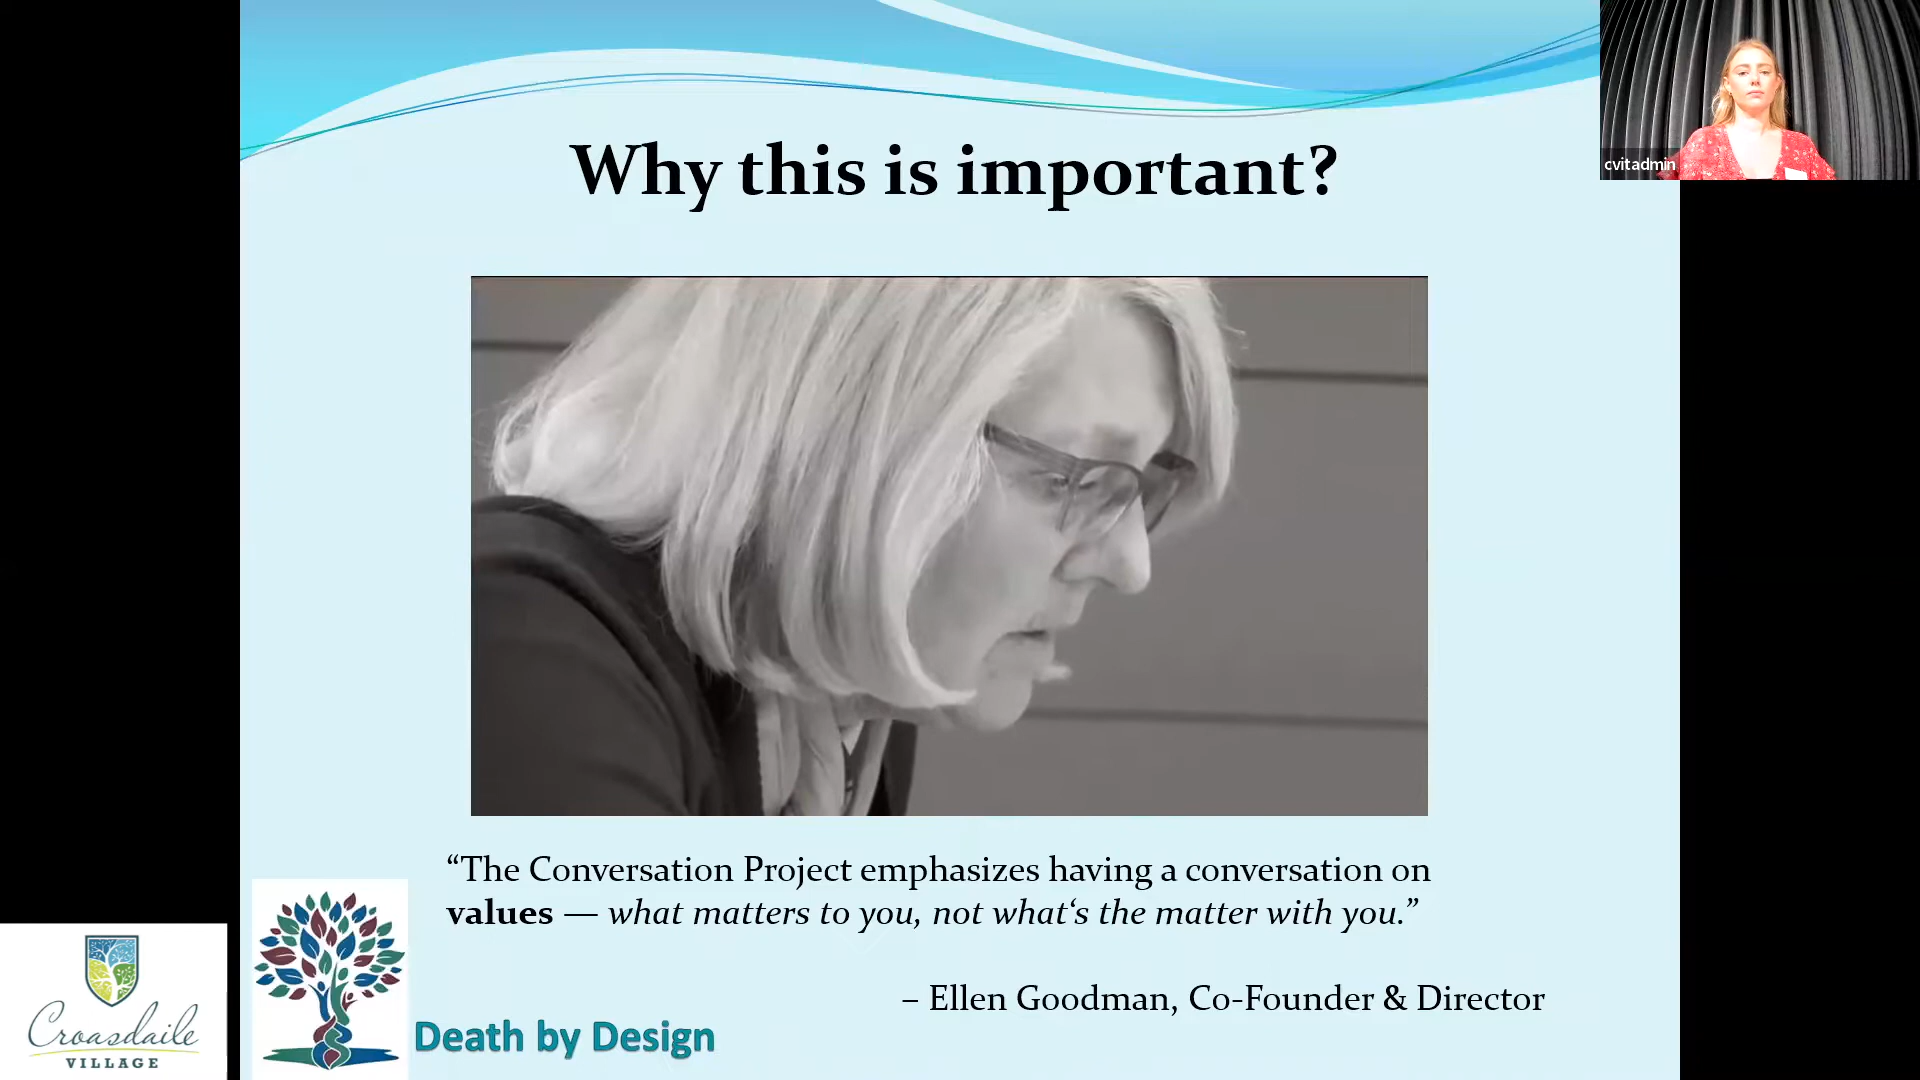 Why this is important?
cvitadmin
“The Conversation Project emphasizes having a conversation on
values — what matters to you, not what‘s the matter with you.”
– Ellen Goodman, Co-Founder & Director
Death by Design
Croasdaile
VILLAGE